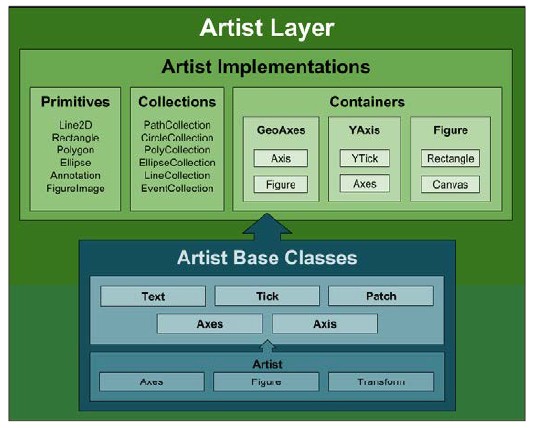 Artist Layer
Artist Implementations
Primitives
Line2D
Rectangle
Polygon
Ellipse
Annotation
FigureImage
Collections
PathCollection
CircleCollection
PolyCollection
EllipseCollection
LineCollection
EventCollection
Containers
GeoAxes
Axis
Figure
YAxis
YTick
Axes
Figure
Rectangle
Canvas
Artist Base Classes
Text Tick Patch
Axes Axis
Artist
Axes Figure Transform